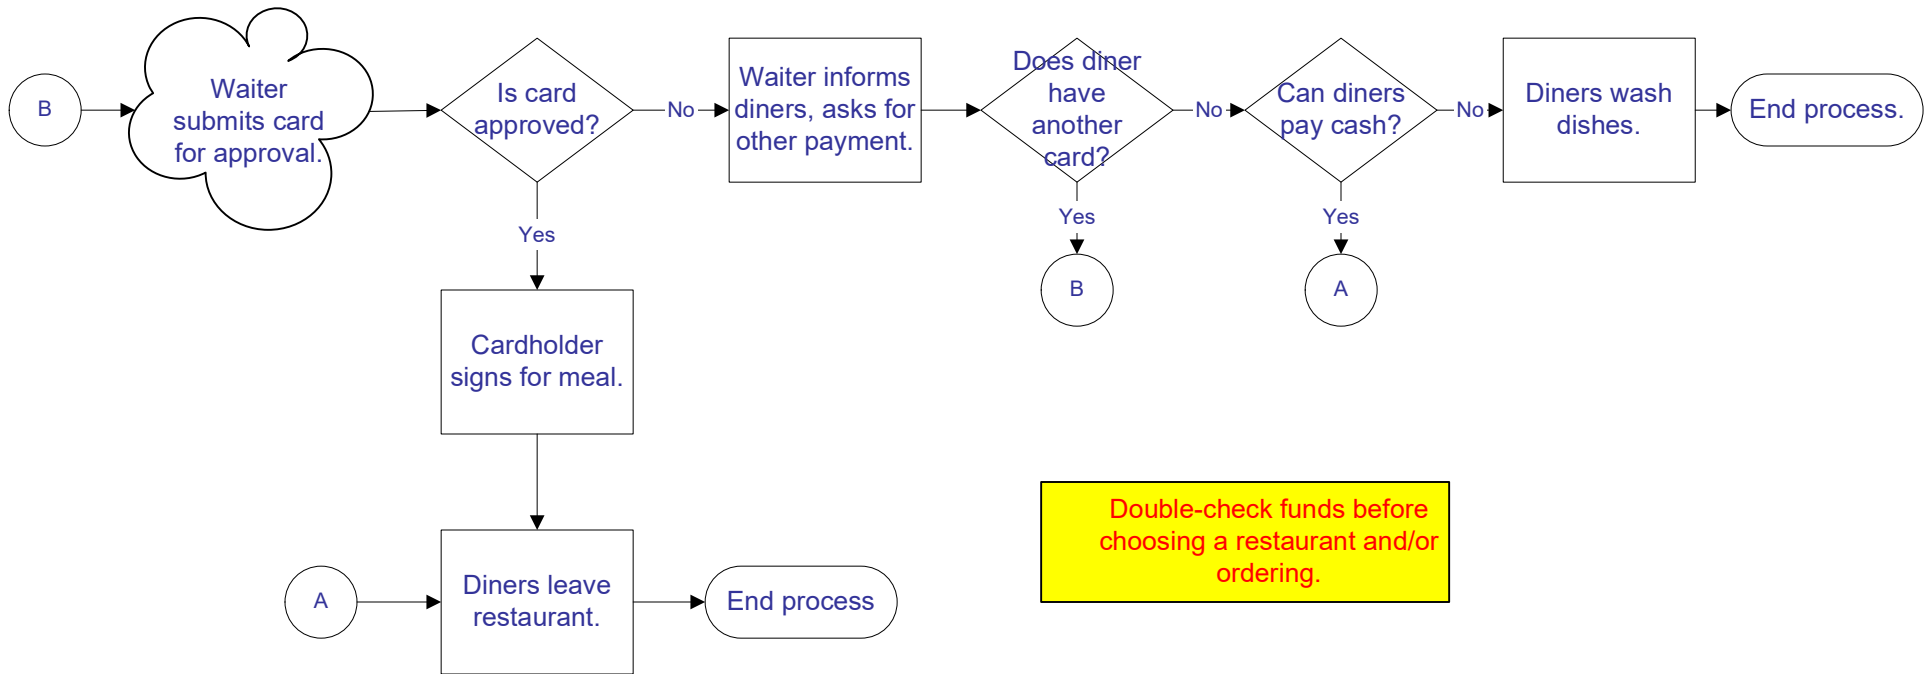 B
Waiter
submits card
for approval.
Is card
approved?
No
Waiter informs
diners, asks for
other payment.
Does diner
have
another
card?
No
Can diners
pay cash?
No
Diners wash
dishes.
End process.
Yes
Yes
Yes
B
A
Cardholder
signs for meal.
A
Diners leave
restaurant.
End process
Double-check funds before
choosing a restaurant and/or
ordering.